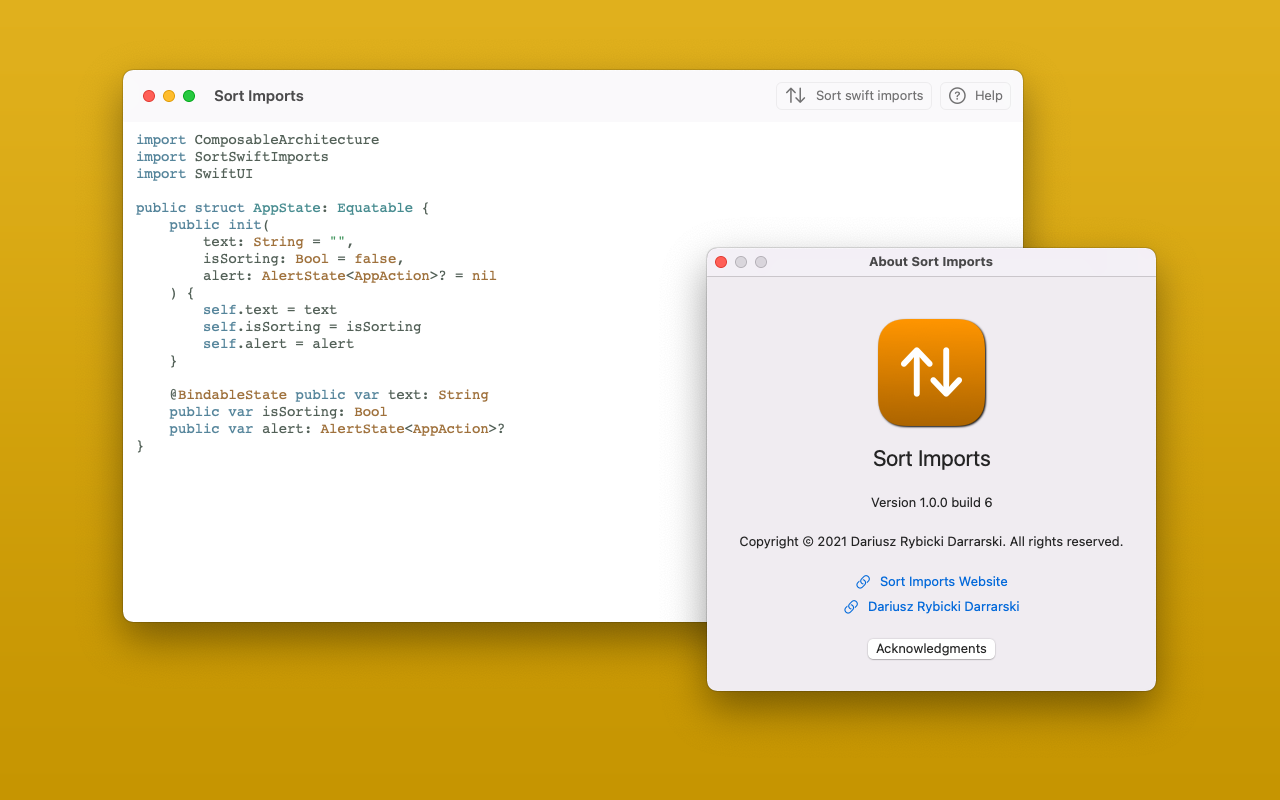 Sort Imports
Sort swift imports
Help
import ComposableArchitecture
import SortSwiftImports
import SwiftUI
public struct AppState: Equatable {
    public init(
        text: String = "",
        isSorting: Bool = false,
        alert: AlertState<AppAction>? = nil
    ) {
        self.text = text
        self.isSorting = isSorting
        self.alert = alert
    }
    @BindableState public var text: String
    public var isSorting: Bool
    public var alert: AlertState<AppAction>?
}
About Sort Imports
Sort Imports
Version 1.0.0 build 6
Copyright © 2021 Dariusz Rybicki Darrarski. All rights reserved.
Sort Imports Website
Dariusz Rybicki Darrarski
Acknowledgments